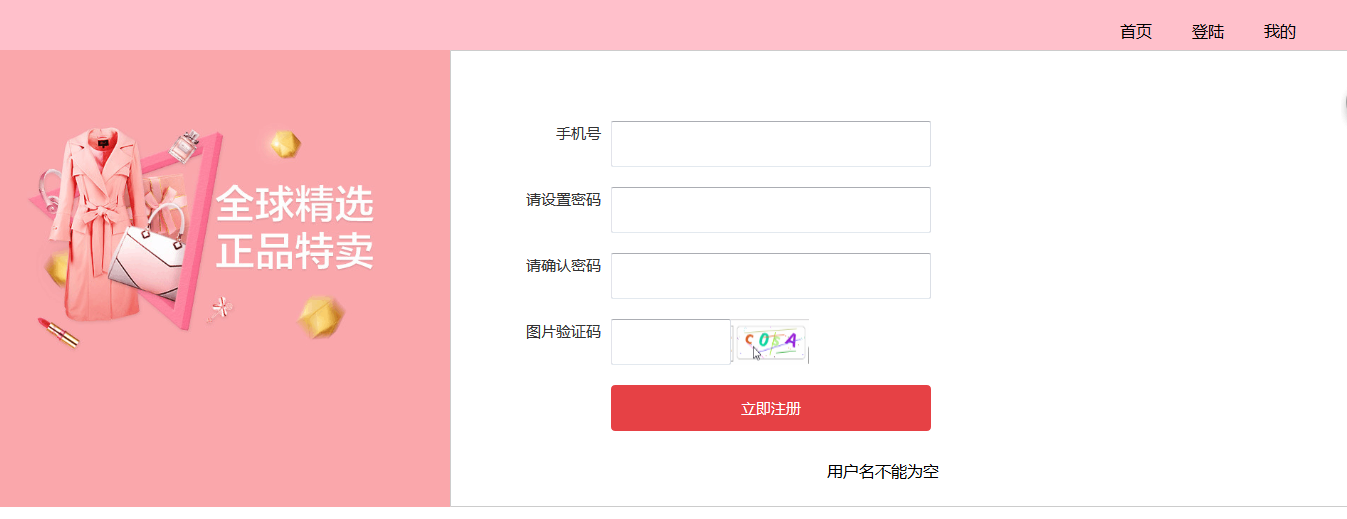 首页 登陆 我的
全球精选
正品特卖
手机号
请设置密码
请确认密码
图片验证码
立即注册
用户名不能为空